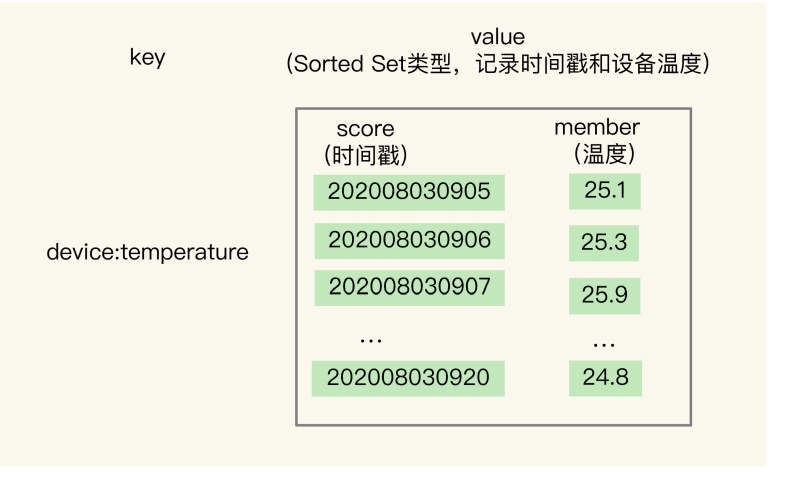 key
value
（Sorted Set类型，记录时间戳和设备温度）
score
（时间戳）
member
（温度）
202008030905
25.1
202008030906
25.3
device:temperature
202008030907
25.9
...
...
202008030920
24.8